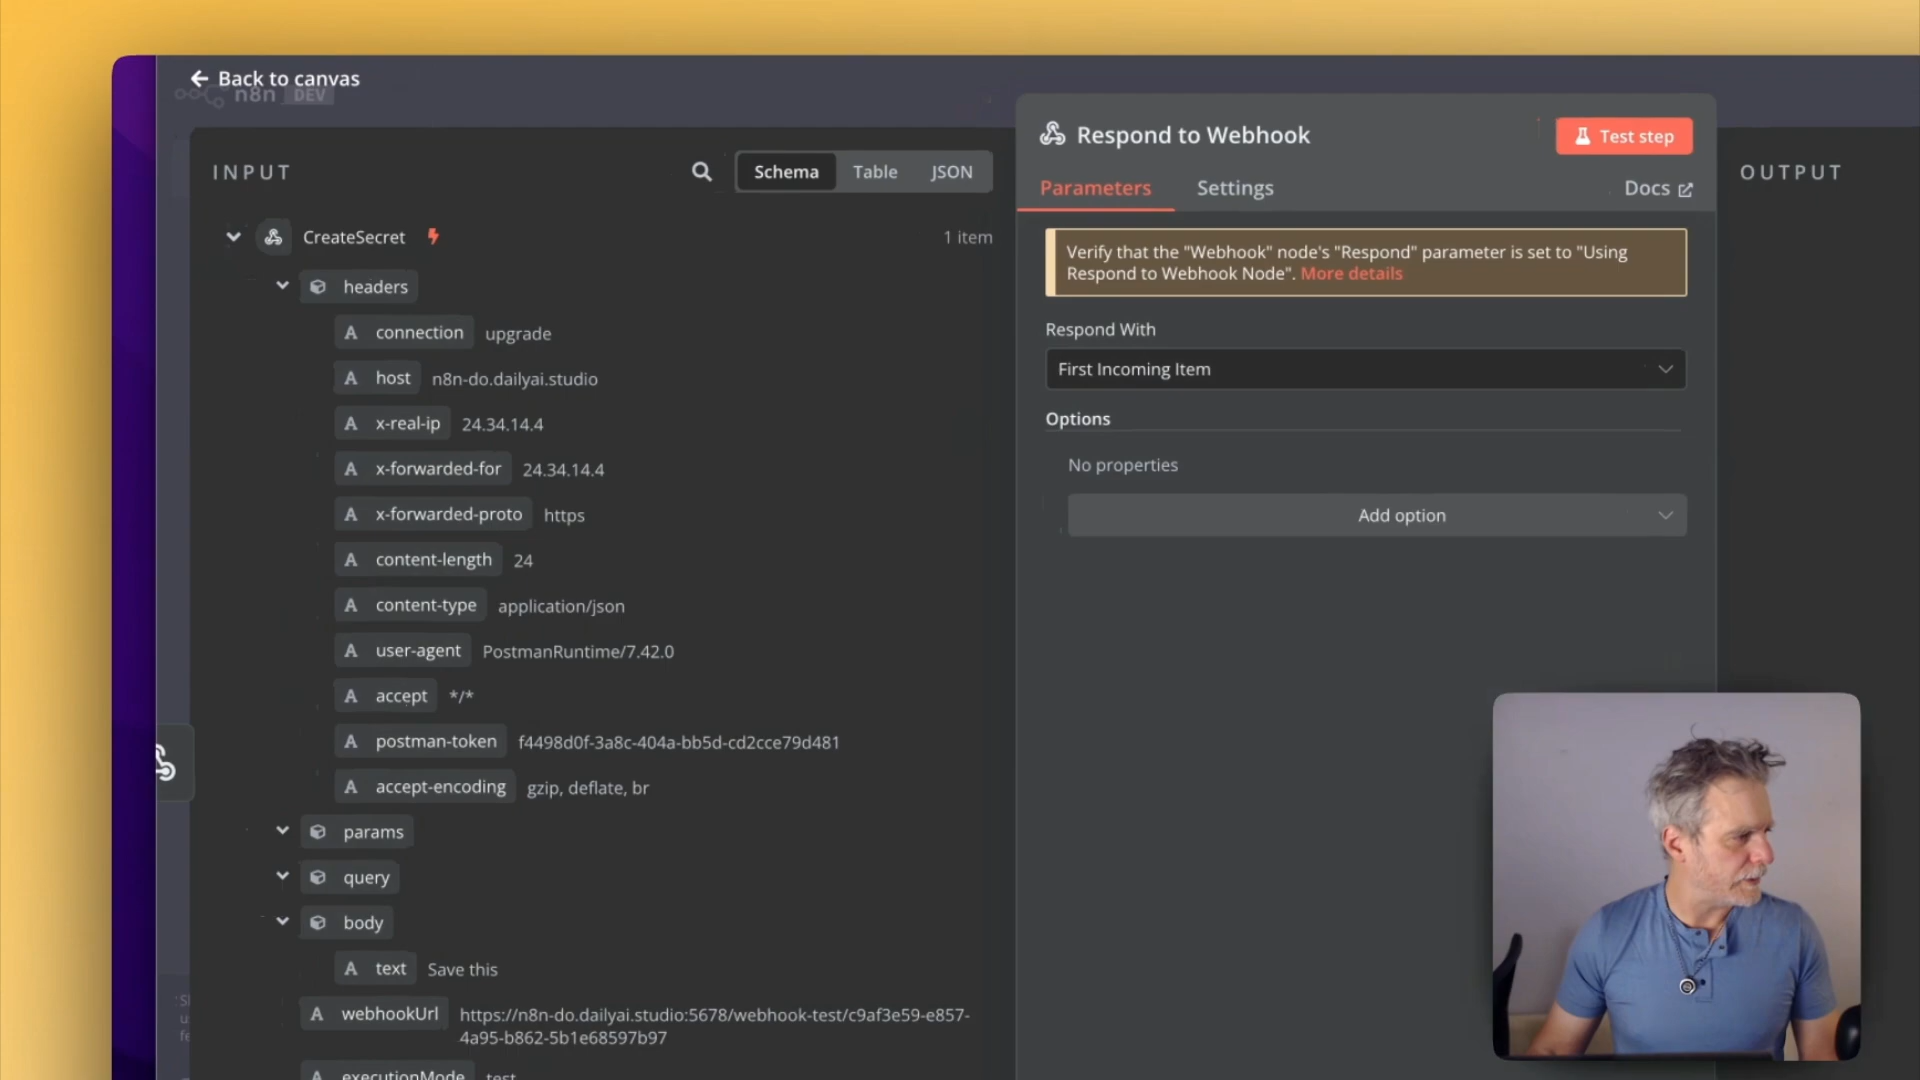 Back to canvas
n8n DEV
INPUT
Schema Table JSON
CreateSecret
1 item
headers
A connection upgrade
A host n8n-do.dailyai.studio
A x-real-ip 24.34.14.4
A x-forwarded-for 24.34.14.4
A x-forwarded-proto https
A content-length 24
A content-type application/json
A user-agent PostmanRuntime/7.42.0
A accept */*
A postman-token f4498d0f-3a8c-404a-bb5d-cd2cce79d481
A accept-encoding gzip, deflate, br
params
query
body
A text Save this
A webhookUrl https://n8n-do.dailyai.studio:5678/webhook-test/c9af3e59-e857-
4a95-b862-5b1e68597b97
A executionMode test
Respond to Webhook
Test step
Parameters Settings
Docs
Verify that the "Webhook" node's "Respond" parameter is set to "Using
Respond to Webhook Node". More details
Respond With
First Incoming Item
Options
No properties
Add option
OUTPUT